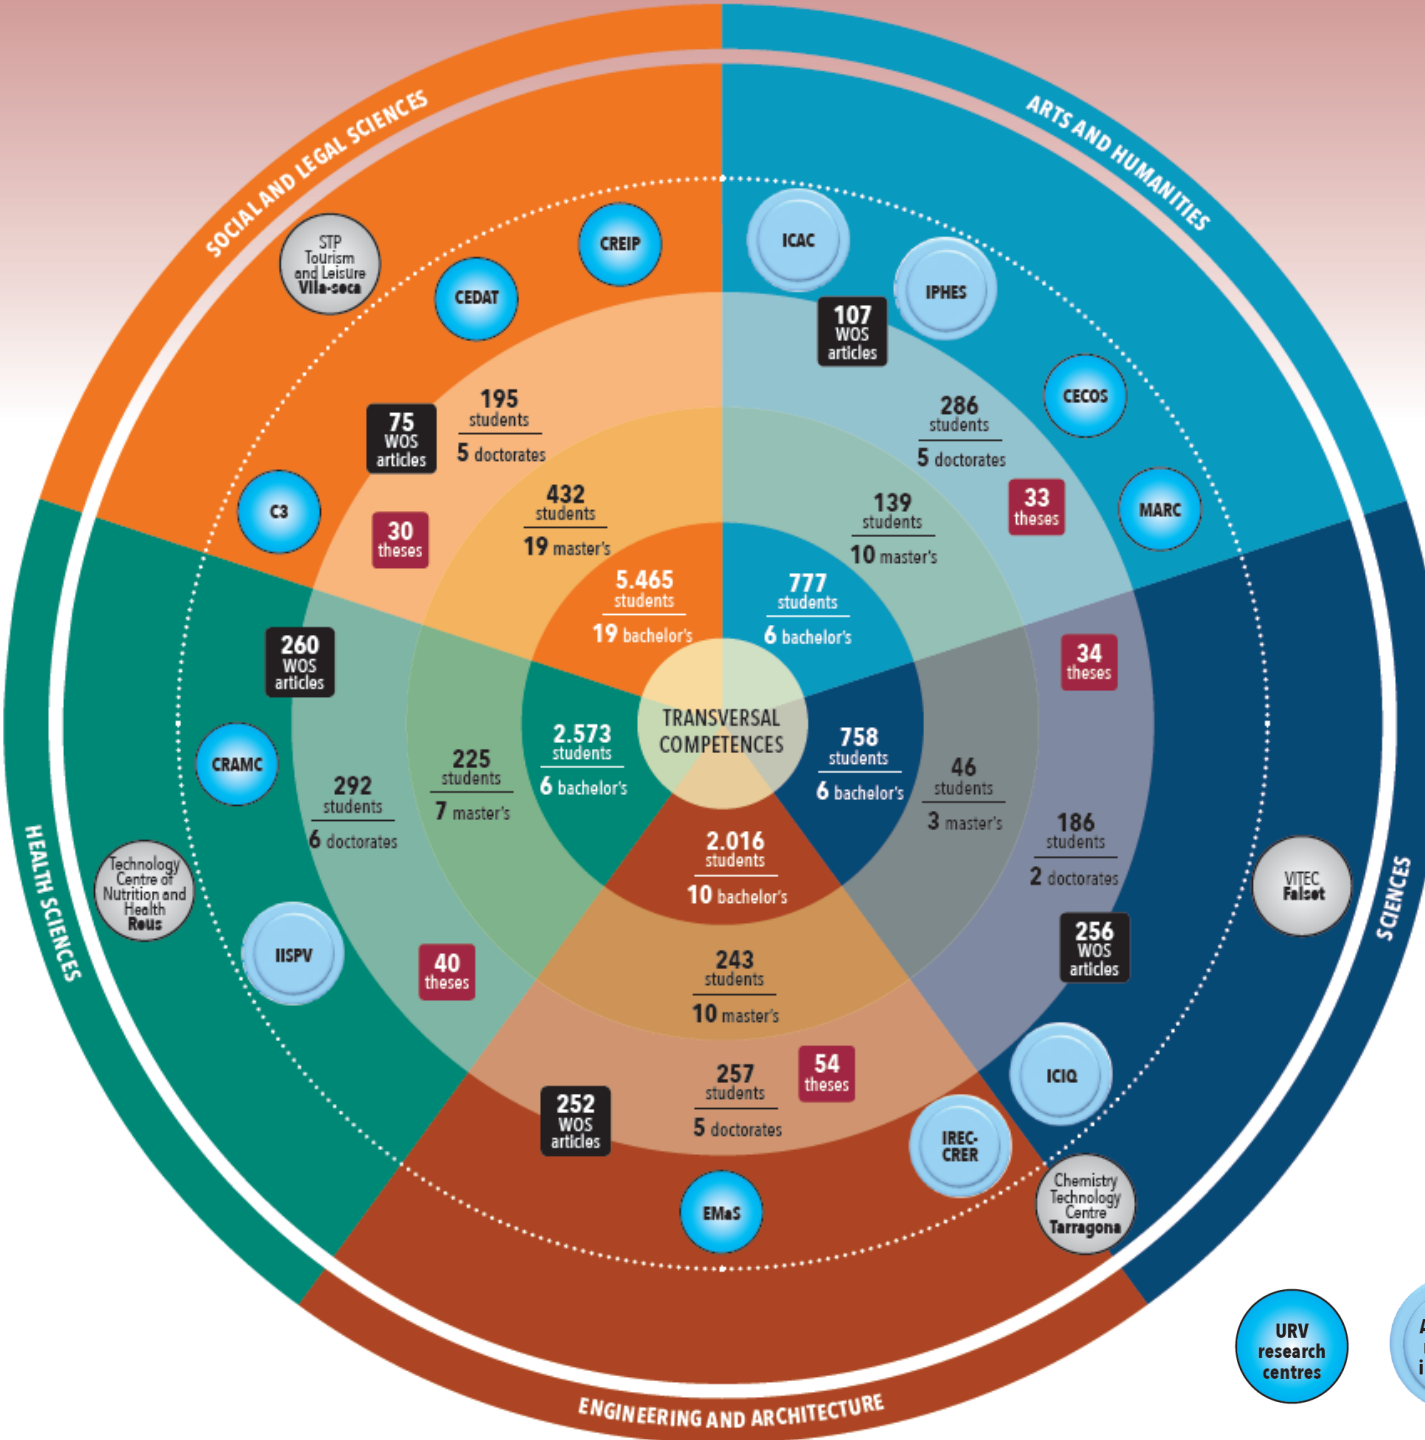 SOCIAL AND LEGAL SCIENCES
ARTS AND HUMANITIES
STP
Tourism
and Leisure
Vila-seca
CEDAT
CREIP
C3
75
WOS
articles
195
students
5 doctorates
30
theses
432
students
19 master's
5.465
students
19 bachelor's
ICAC
IPHES
CECOS
MARC
107
WOS
articles
286
students
5 doctorates
33
theses
139
students
10 master's
777
students
6 bachelor's
TRANSVERSAL
COMPETENCES
HEALTH SCIENCES
260
WOS
articles
CRAMC
Technology
Centre of
Nutrition and
Health
Reus
IISPV
292
students
6 doctorates
225
students
7 master's
2.573
students
6 bachelor's
40
theses
SCIENCES
34
theses
758
students
6 bachelor's
46
students
3 master's
186
students
2 doctorates
256
WOS
articles
VITEC
Falset
ICIQ
Chemistry
Technology
Centre
Tarragona
2.016
students
10 bachelor's
243
students
10 master's
257
students
5 doctorates
54
theses
252
WOS
articles
IREC-
CRER
EMaS
ENGINEERING AND ARCHITECTURE
URV
research
centres